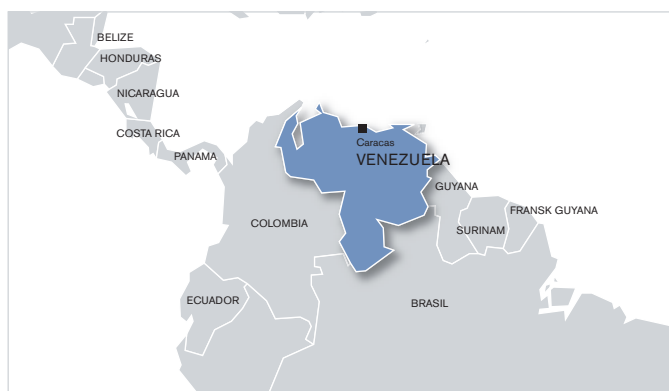 BELIZE
HONDURAS
NICARAGUA
COSTA RICA
PANAMA
Caracas
VENEZUELA
GUYANA
FRANSK GUYANA
SURINAM
COLOMBIA
ECUADOR
BRASIL